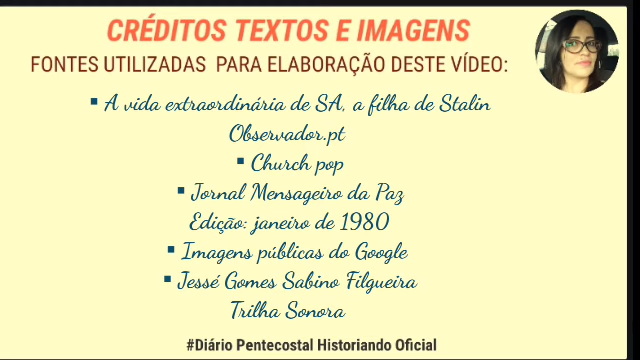 CRÉDITOS TEXTOS E IMAGENS
FONTES UTILIZADAS PARA ELABORAÇÃO DESTE VÍDEO:
▪ A vida extraordinária de SA, a filha de Stalin
Observador.pt
▪ Church pop
▪ Jornal Mensageiro da Paz
Edição: janeiro de 1980
▪ Imagens públicas do Google
▪ Jessé Gomes Sabino Filgueira
Trilha Sonora
#Diário Pentecostal Historiando Oficial